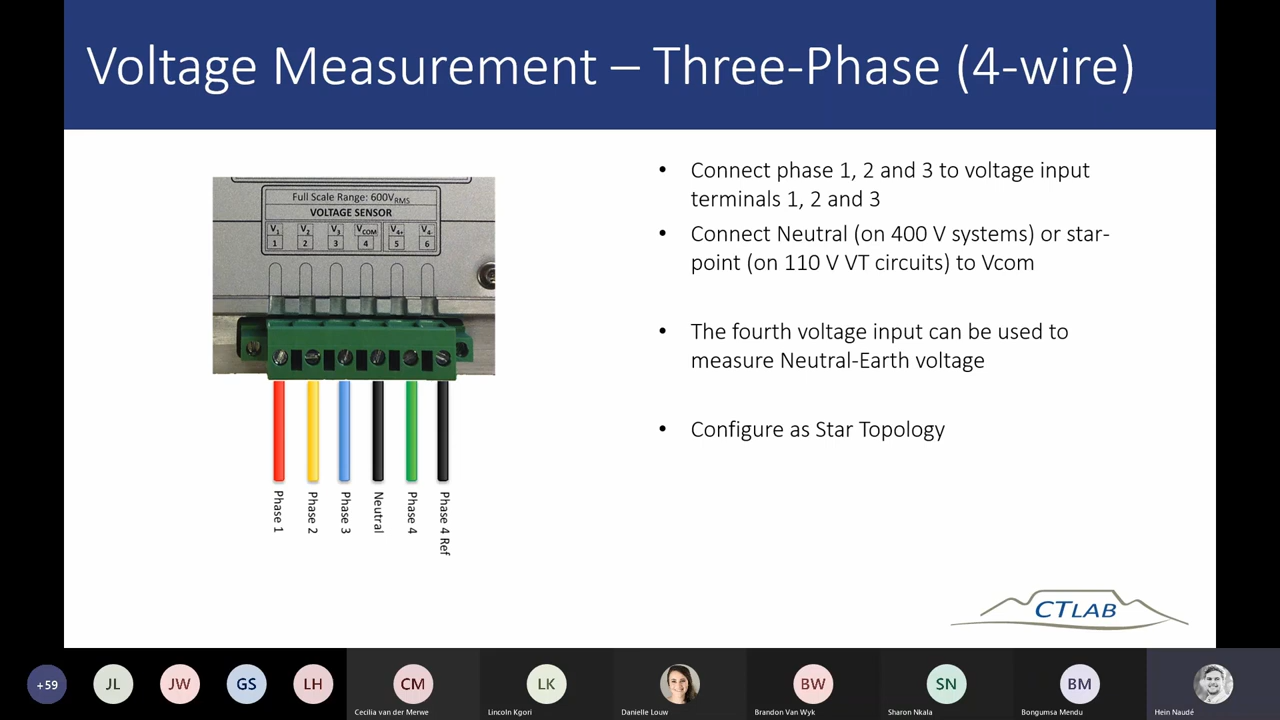 Voltage Measurement – Three-Phase (4-wire)
Full Scale Range: 600VRMS
VOLTAGE SENSOR
V1 V2 V3 VCOM V4+ V4-
1 2 3 4 5 6
Phase 1
Phase 2
Phase 3
Neutral
Phase 4
Phase 4 Ref
• Connect phase 1, 2 and 3 to voltage input
terminals 1, 2 and 3
• Connect Neutral (on 400 V systems) or star-
point (on 110 V VT circuits) to Vcom
• The fourth voltage input can be used to
measure Neutral-Earth voltage
• Configure as Star Topology
CTLAB
+59 JL JW GS LH CM LK BW SN BM
Cecilia van der Merwe Lincoln Kgori Danielle Louw Brandon Van Wyk Sharon Nkala Bongumsa Mendu Hein Naudé